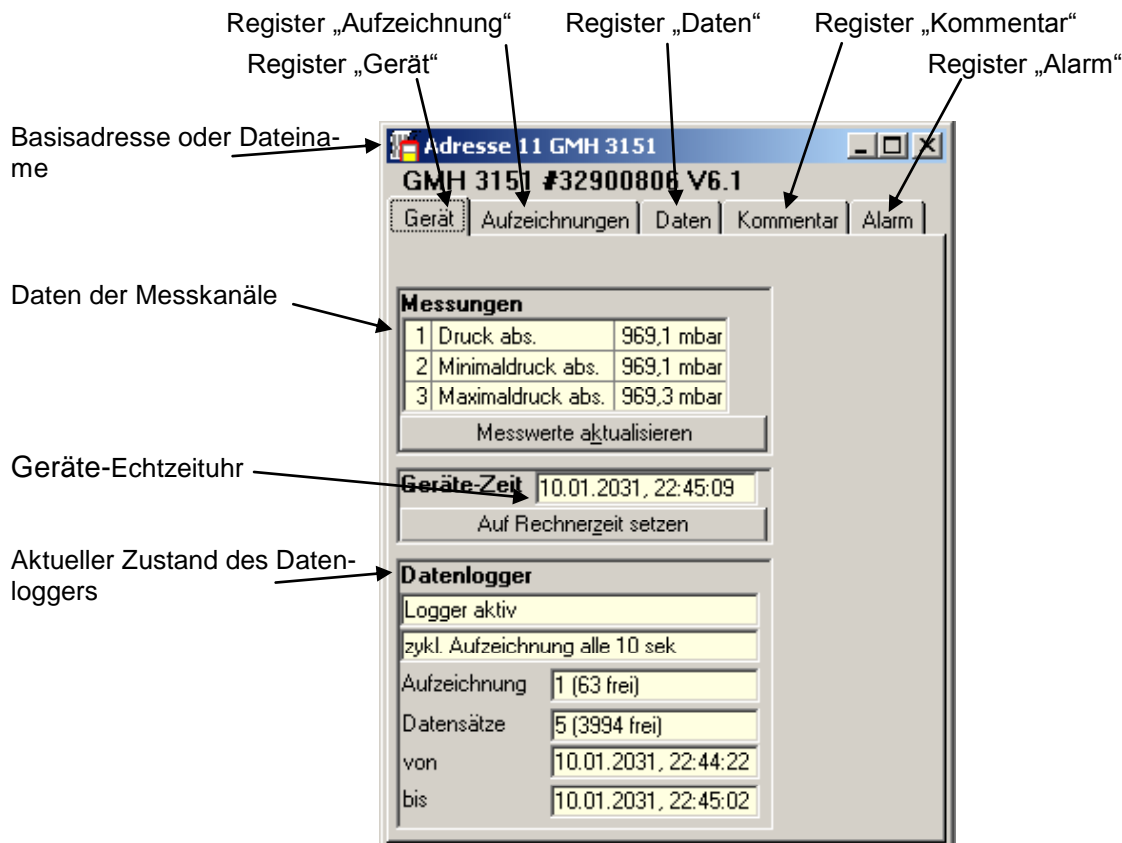 Register „Aufzeichnung“ Register „Daten“ Register „Kommentar“
Register „Gerät“ Register „Alarm“
Basisadresse oder Dateina-
me
Adresse 11 GMH 3151
GMH 3151 #32900806 V6.1
Gerät Aufzeichnungen Daten Kommentar Alarm
Daten der Messkanäle
Messungen
1 Druck abs. 969,1 mbar
2 Minimaldruck abs. 969,1 mbar
3 Maximaldruck abs. 969,3 mbar
Messwerte aktualisieren
Geräte-Echtzeituhr
Geräte-Zeit 10.01.2031, 22:45:09
Auf Rechnerzeit setzen
Aktueller Zustand des Daten-
loggers
Datenlogger
Logger aktiv
zykl. Aufzeichnung alle 10 sek
Aufzeichnung 1 (63 frei)
Datensätze 5 (3994 frei)
von 10.01.2031, 22:44:22
bis 10.01.2031, 22:45:02